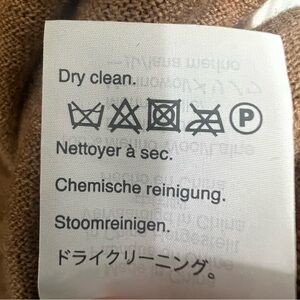 Dry clean.
P
Nettoyer à sec.
Chemische reinigung.
Stoomreinigen.
ドライクリーニング。